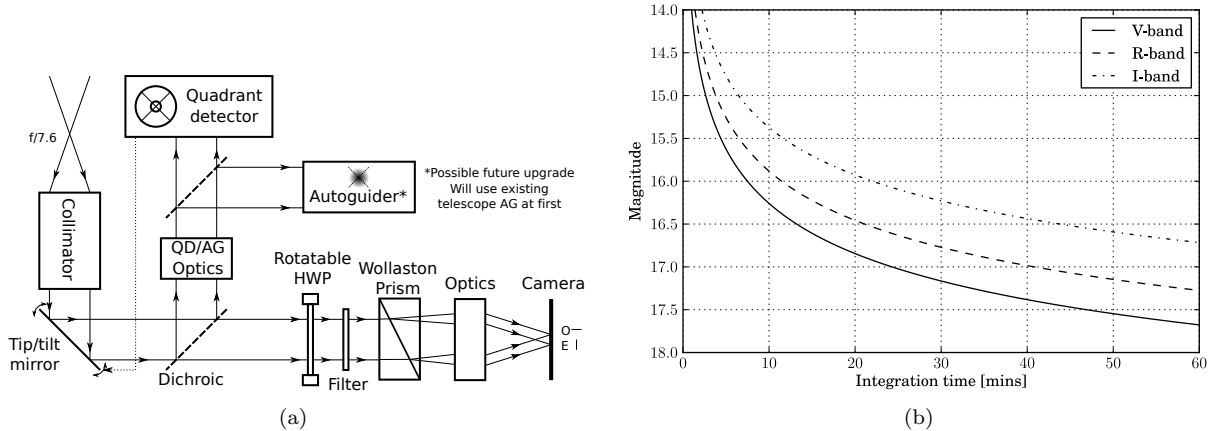 Quadrant
detector
f/7.6
Autoguider*
*Possible future upgrade
Will use existing
telescope AG at first
Collimator
QD/AG
Optics
Rotatable
HWP
Wollaston
Prism
Optics
Camera
O
E
Tip/tilt
mirror
Dichroic
Filter
(a)
14.0
14.5
15.0
15.5
16.0
16.5
17.0
17.5
18.0
Magnitude
V-band
R-band
I-band
0 10 20 30 40 50 60
Integration time [mins]
(b)